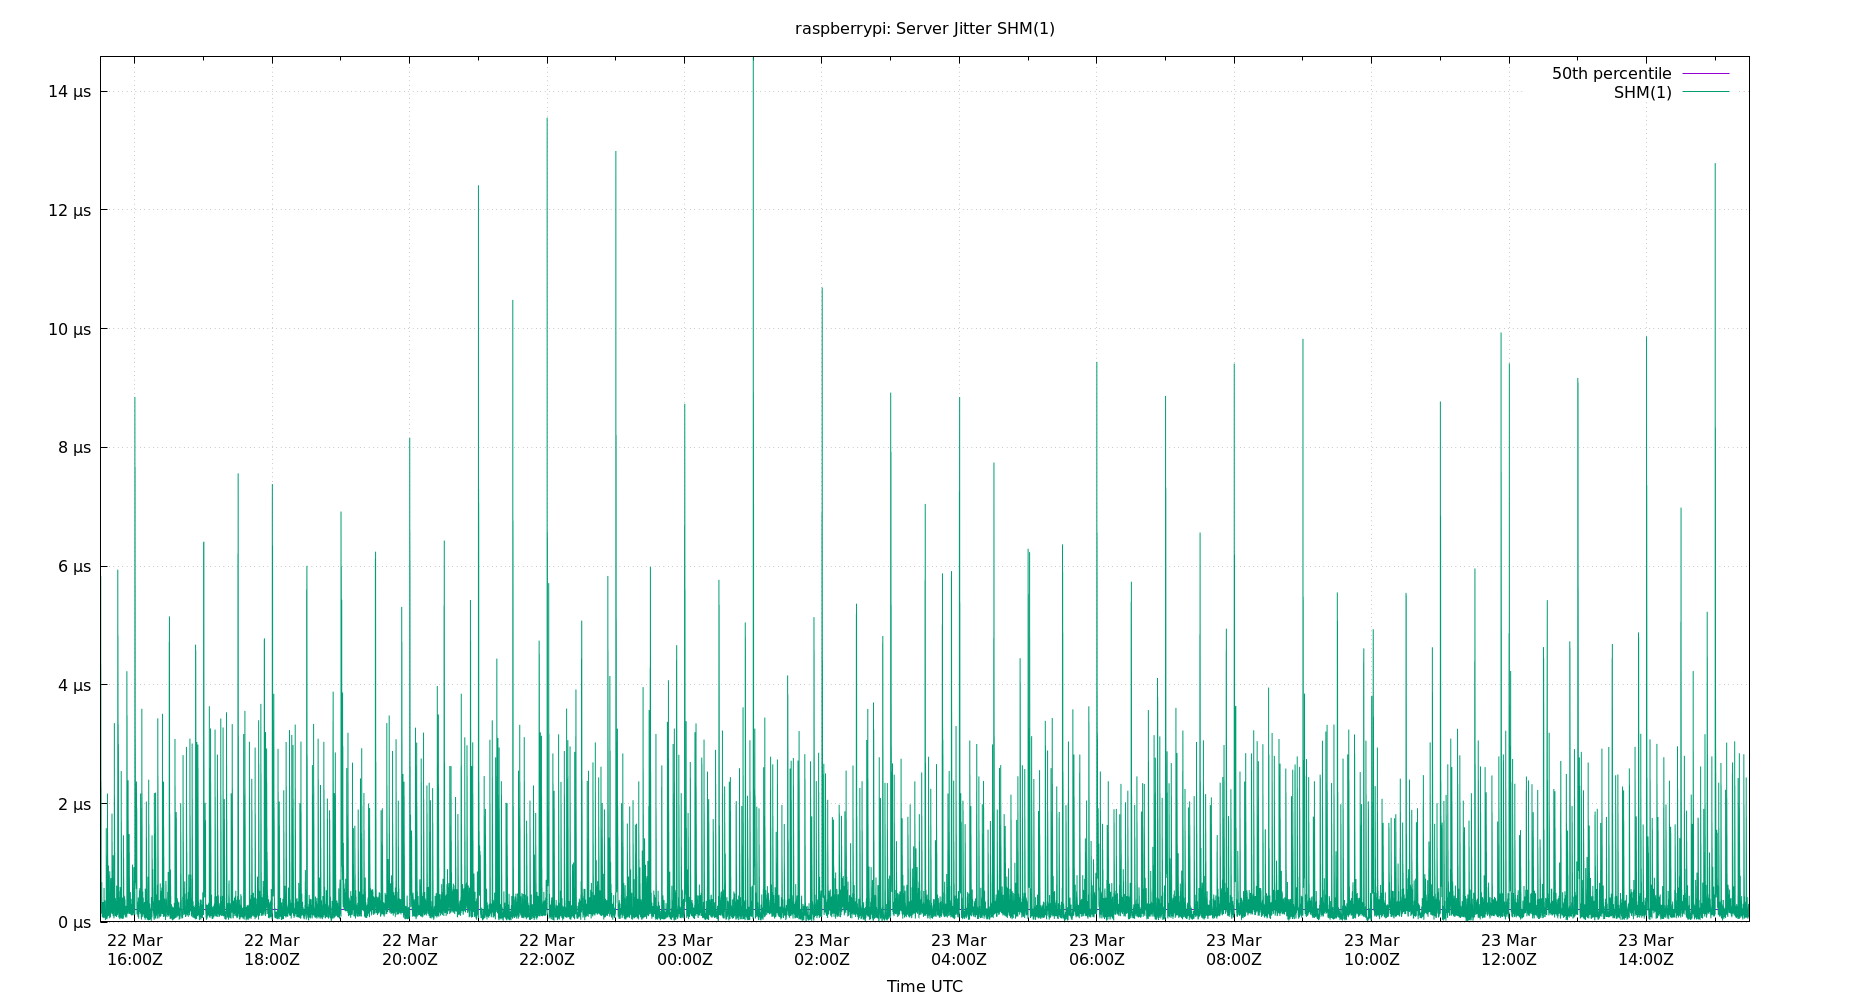 raspberrypi: Server Jitter SHM(1)
50th percentile
SHM(1)
14 µs
12 µs
10 µs
8 µs
6 µs
4 µs
2 µs
0 µs
22 Mar 22 Mar 22 Mar 22 Mar 23 Mar 23 Mar 23 Mar 23 Mar 23 Mar 23 Mar 23 Mar 23 Mar
16:00Z 18:00Z 20:00Z 22:00Z 00:00Z 02:00Z 04:00Z 06:00Z 08:00Z 10:00Z 12:00Z 14:00Z
Time UTC